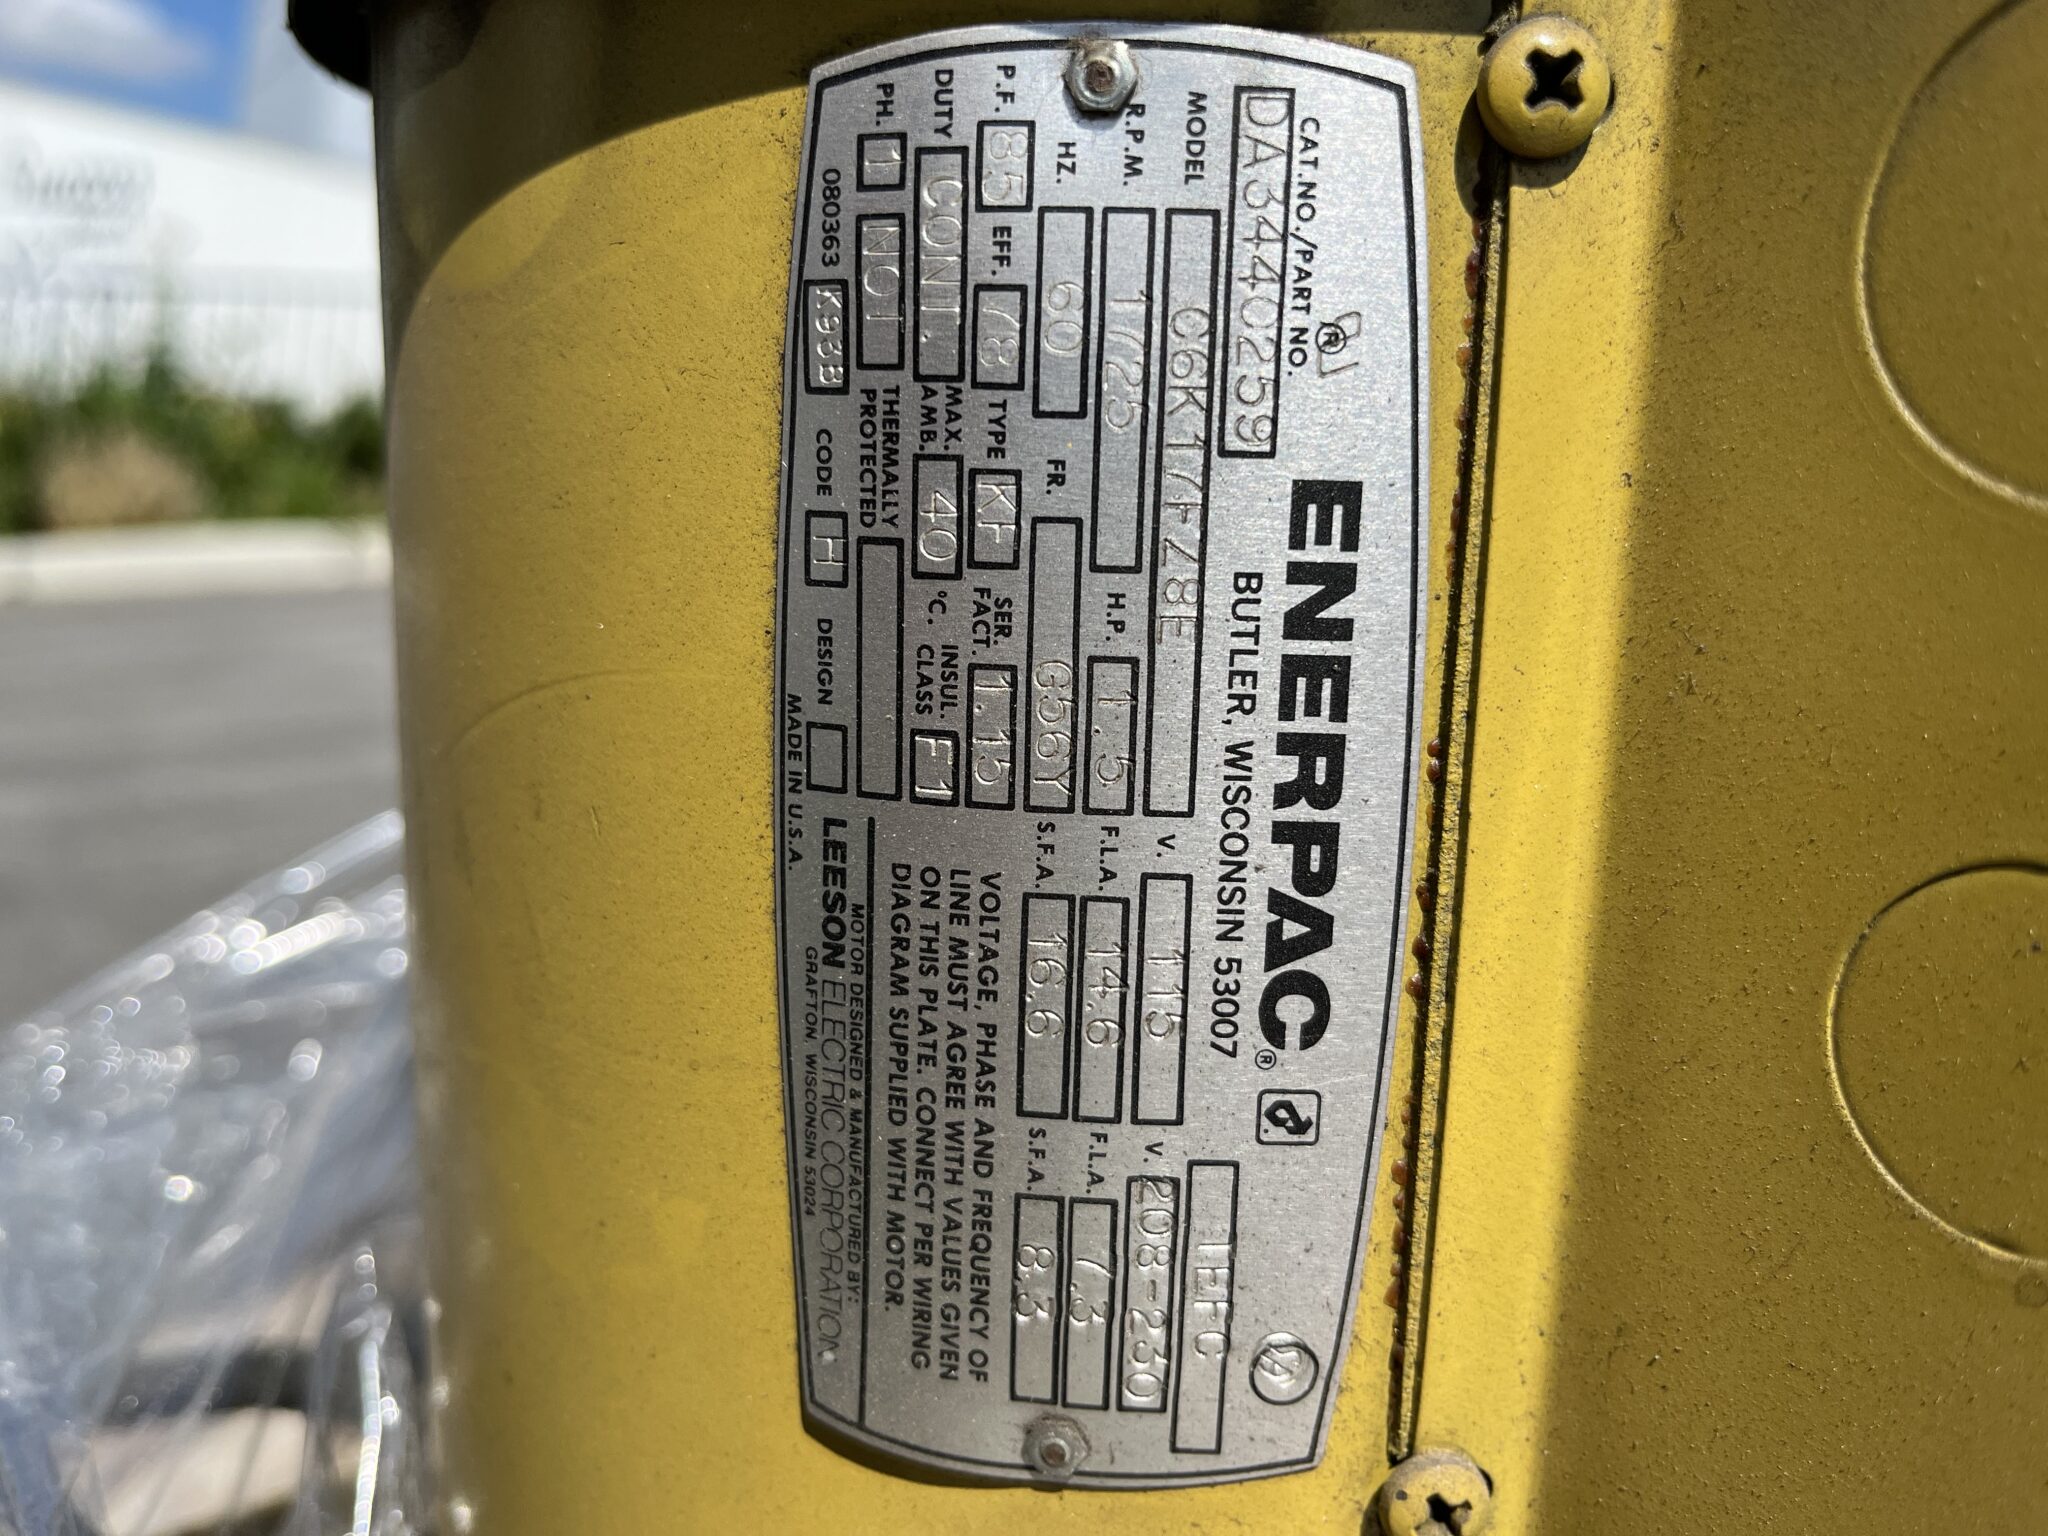 CAT.NO./PART NO.
DA3440259
ENERPAC®
BUTLER, WISCONSIN 53007
TEFC
MODEL C6K17FZ8E V. 115 V. 208-230
R.P.M. 1725 H.P. 1.5 F.L.A. 14.6 F.L.A. 7.3
HZ. 60 FR. G56Y S.F.A. 16.6 S.F.A. 8.3
P.F. 85 EFF. 78 TYPE KF SER. FACT. 1.15
DUTY CONT. MAX. AMB. 40 °C. INSUL. CLASS F1
PH. 1 NOT THERMALLY PROTECTED
080363 K93B CODE H DESIGN
MADE IN U.S.A.
VOLTAGE, PHASE AND FREQUENCY OF
LINE MUST AGREE WITH VALUES GIVEN
ON THIS PLATE. CONNECT PER WIRING
DIAGRAM SUPPLIED WITH MOTOR.
MOTOR DESIGNED & MANUFACTURED BY:
LEESON ELECTRIC CORPORATION
GRAFTON, WISCONSIN 53024